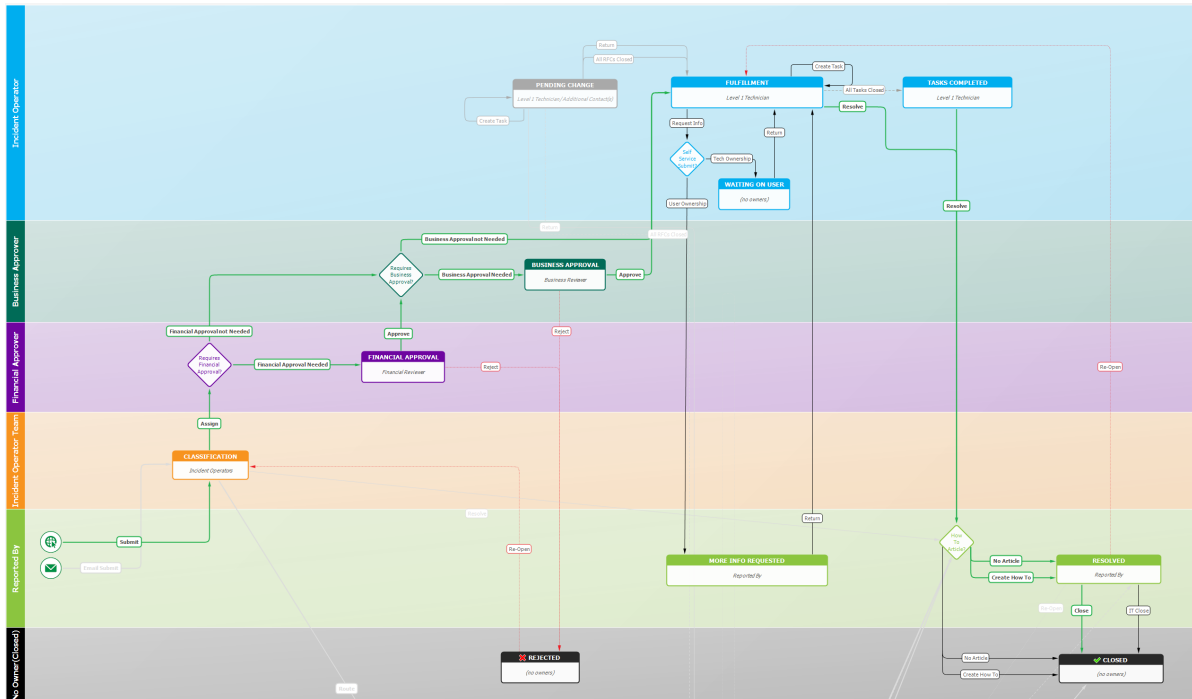 Incident Operator
Return
All RFCs Closed
PENDING CHANGE
Level 1 Technician/Additional Contact(s)
Create Task
FULFILLMENT
Level 1 Technician
Create Task
All Tasks Closed
TASKS COMPLETED
Level 1 Technician
Resolve
Request Info
Return
Self
Service
Submit?
Tech Ownership
WAITING ON USER
(no owners)
User Ownership
Resolve
Return
All RFCs Closed
Business Approver
Business Approval not Needed
Requires
Business
Approval?
Business Approval Needed
BUSINESS APPROVAL
Business Reviewer
Approve
Financial Approver
Financial Approval not Needed
Approve
Reject
Requires
Financial
Approval?
Financial Approval Needed
FINANCIAL APPROVAL
Financial Reviewer
Reject
Re-Open
Incident Operator Team
Assign
CLASSIFICATION
Incident Operators
Reported By
Submit
Email Submit
Resolve
Re-Open
Return
MORE INFO REQUESTED
Reported By
How
To
Article?
No Article
Create How To
RESOLVED
Reported By
Re-Open
Close
IT Close
No Owner(Closed)
REJECTED
(no owners)
No Article
Create How To
CLOSED
(no owners)